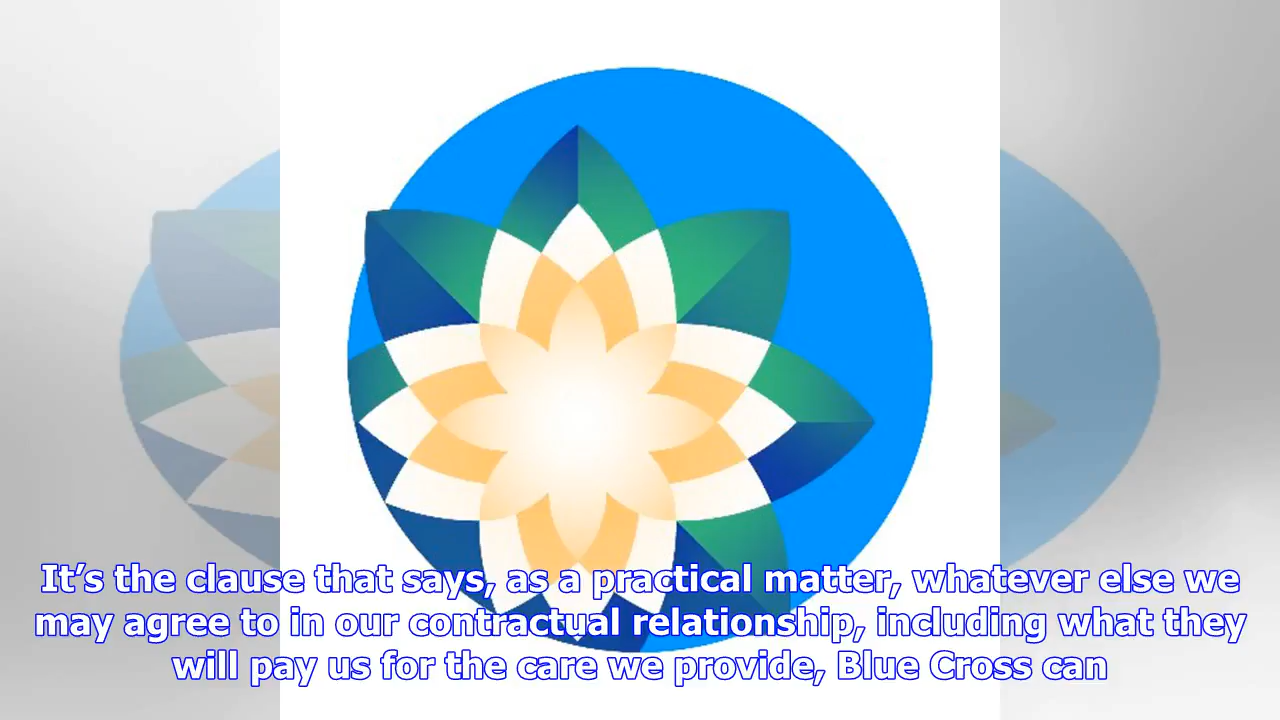 It’s the clause that says, as a practical matter, whatever else we
may agree to in our contractual relationship, including what they
will pay us for the care we provide, Blue Cross can